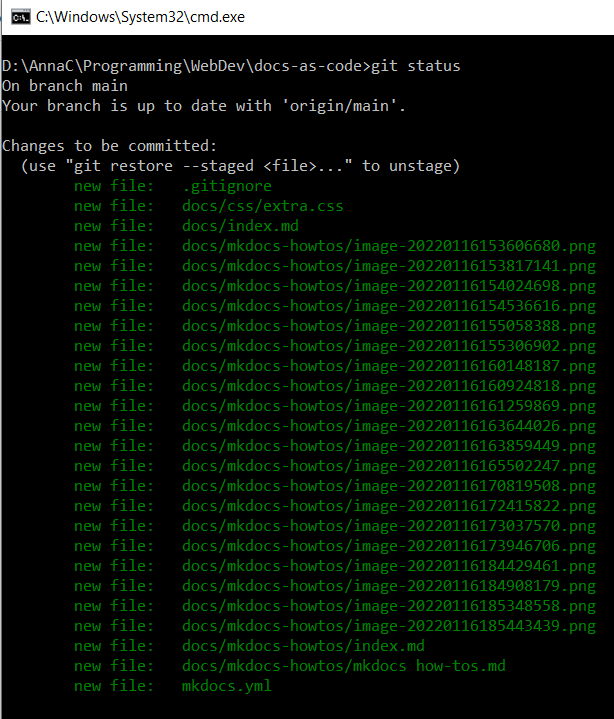 C:\Windows\System32\cmd.exe
D:\AnnaC\Programming\WebDev\docs-as-code>git status
On branch main
Your branch is up to date with 'origin/main'.
Changes to be committed:
  (use "git restore --staged <file>..." to unstage)
        new file:   .gitignore
        new file:   docs/css/extra.css
        new file:   docs/index.md
        new file:   docs/mkdocs-howtos/image-20220116153606680.png
        new file:   docs/mkdocs-howtos/image-20220116153817141.png
        new file:   docs/mkdocs-howtos/image-20220116154024698.png
        new file:   docs/mkdocs-howtos/image-20220116154536616.png
        new file:   docs/mkdocs-howtos/image-20220116155058388.png
        new file:   docs/mkdocs-howtos/image-20220116155306902.png
        new file:   docs/mkdocs-howtos/image-20220116160148187.png
        new file:   docs/mkdocs-howtos/image-20220116160924818.png
        new file:   docs/mkdocs-howtos/image-20220116161259869.png
        new file:   docs/mkdocs-howtos/image-20220116163644026.png
        new file:   docs/mkdocs-howtos/image-20220116163859449.png
        new file:   docs/mkdocs-howtos/image-20220116165502247.png
        new file:   docs/mkdocs-howtos/image-20220116170819508.png
        new file:   docs/mkdocs-howtos/image-20220116172415822.png
        new file:   docs/mkdocs-howtos/image-20220116173037570.png
        new file:   docs/mkdocs-howtos/image-20220116173946706.png
        new file:   docs/mkdocs-howtos/image-20220116184429461.png
        new file:   docs/mkdocs-howtos/image-20220116184908179.png
        new file:   docs/mkdocs-howtos/image-20220116185348558.png
        new file:   docs/mkdocs-howtos/image-20220116185443439.png
        new file:   docs/mkdocs-howtos/index.md
        new file:   docs/mkdocs-howtos/mkdocs how-tos.md
        new file:   mkdocs.yml